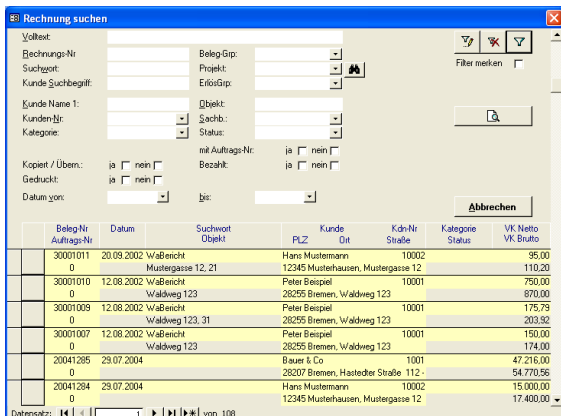 Rechnung suchen
Volltext:
Rechnungs-Nr Beleg-Grp:
Suchwort: Projekt:
Kunde Suchbegriff: ErlösGrp:
Filter merken
Kunde Name 1: Objekt:
Kunden-Nr: Sachb.:
Kategorie: Status:
mit Auftrags-Nr: ja nein
Kopiert / Übern.: ja nein Bezahlt: ja nein
Gedruckt: ja nein
Datum von: bis:
Abbrechen
Beleg-Nr Datum Suchwort Kunde Kdn-Nr Kategorie VK Netto
Auftrags-Nr Objekt PLZ Ort Straße Status VK Brutto
30001011 20.09.2002 WaBericht Hans Mustermann 10002 95,00
0 Mustergasse 12, 21 12345 Musterhausen, Mustergasse 12 110,20
30001010 12.08.2002 WaBericht Peter Beispiel 10001 750,00
0 Waldweg 123 28255 Bremen, Waldweg 123 870,00
30001009 12.08.2002 WaBericht Peter Beispiel 10001 175,79
0 Waldweg 123, 31 28255 Bremen, Waldweg 123 203,92
30001007 12.08.2002 WaBericht Peter Beispiel 10001 150,00
0 Waldweg 123 28255 Bremen, Waldweg 123 174,00
20041285 29.07.2004 Bauer & Co 1001 47.216,00
0 28207 Bremen, Hastedter Straße 112 - 54.770,56
20041284 29.07.2004 Hans Mustermann 10002 15.000,00
0 12345 Musterhausen, Mustergasse 12 17.400,00
Datensatz: 1 von 108